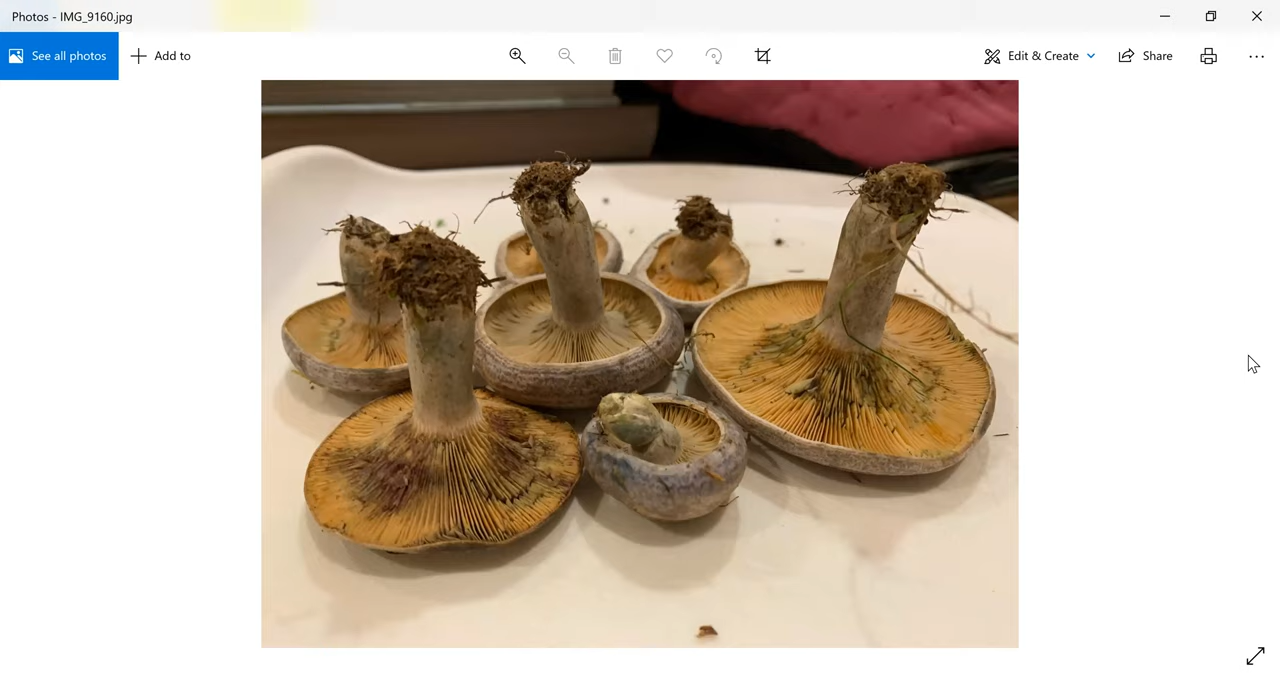 Photos - IMG_9160.jpg
See all photos
Add to
Edit & Create
Share